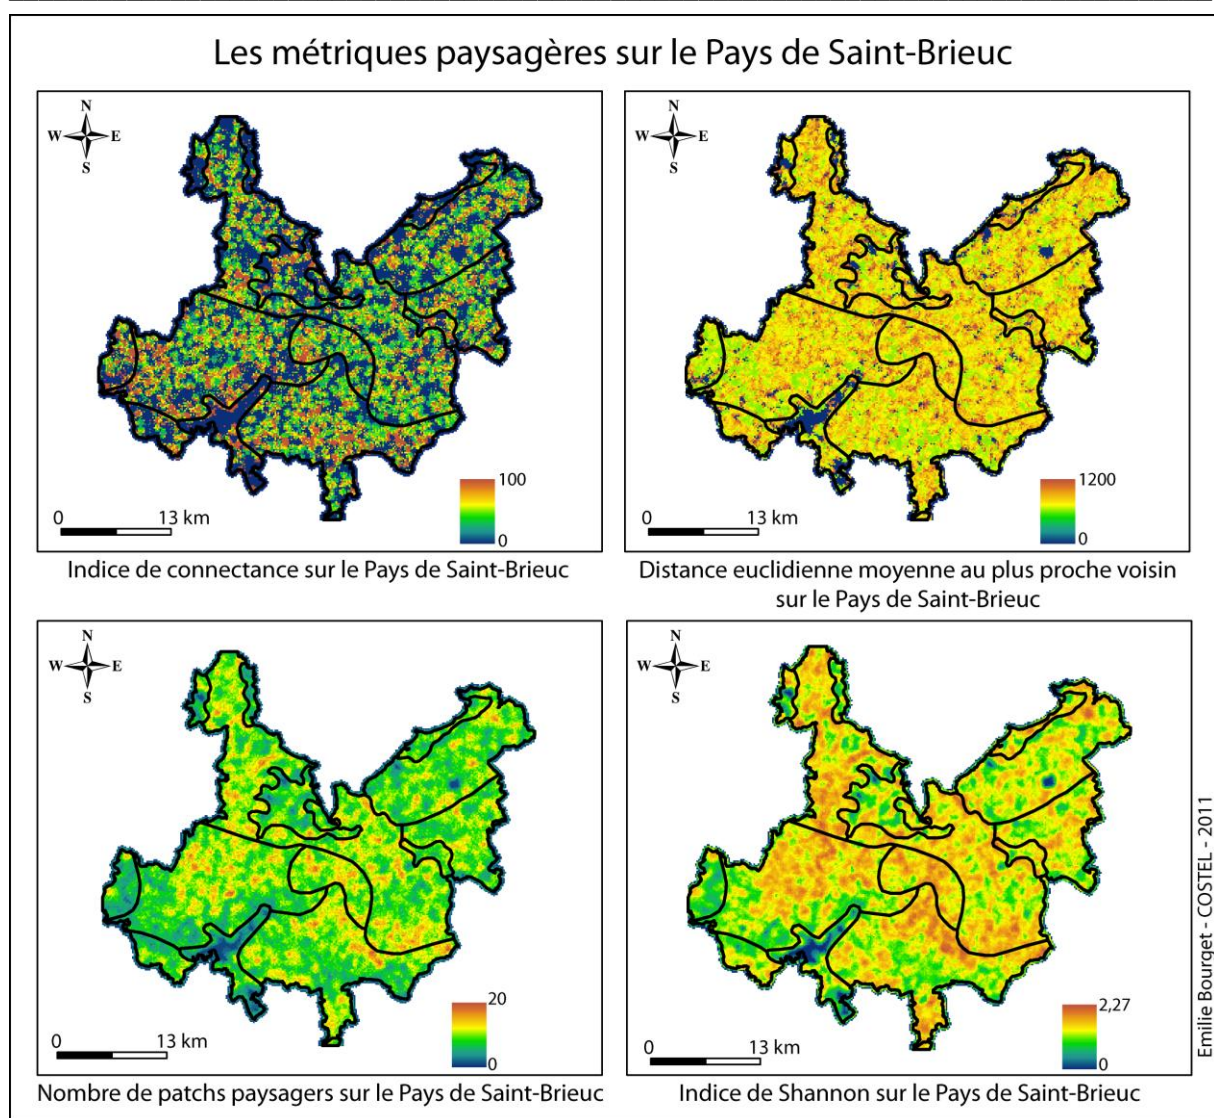 Les métriques paysagères sur le Pays de Saint-Brieuc
N
W E
S
100
0
0 13 km
Indice de connectance sur le Pays de Saint-Brieuc
N
W E
S
1200
0
0 13 km
Distance euclidienne moyenne au plus proche voisin
sur le Pays de Saint-Brieuc
N
W E
S
20
0
0 13 km
Nombre de patchs paysagers sur le Pays de Saint-Brieuc
N
W E
S
2,27
0
0 13 km
Indice de Shannon sur le Pays de Saint-Brieuc
Emilie Bourget - COSTEL - 2011